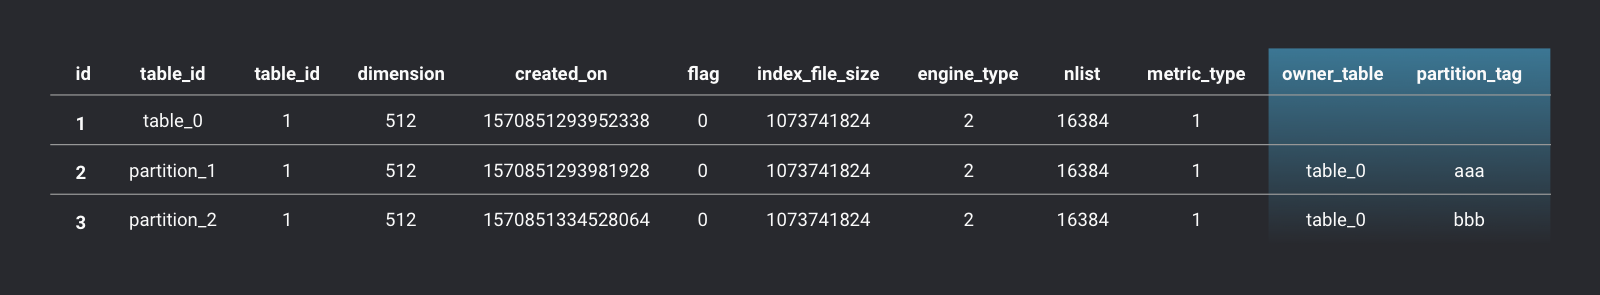 id table_id table_id dimension created_on flag index_file_size engine_type nlist metric_type owner_table partition_tag
1 table_0 1 512 1570851293952338 0 1073741824 2 16384 1
2 partition_1 1 512 1570851293981928 0 1073741824 2 16384 1 table_0 aaa
3 partition_2 1 512 1570851334528064 0 1073741824 2 16384 1 table_0 bbb